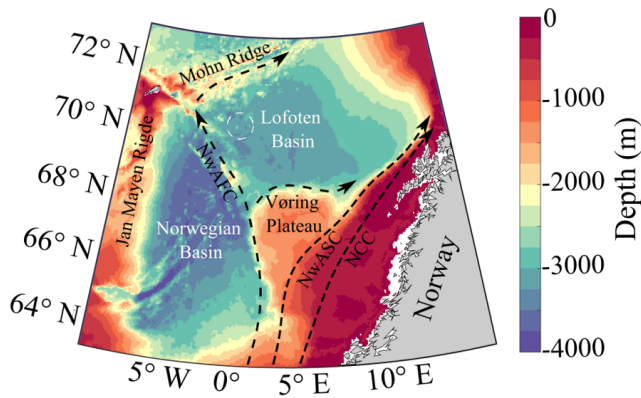 72° N
70° N
68° N
66° N
64° N
5° W
0°
5° E
10° E
Mohn Ridge
Jan Mayen Rigde
Lofoten
Basin
NwAFC
Vøring
Plateau
Norwegian
Basin
NwASC
NCC
Norway
0
-1000
-2000
-3000
-4000
Depth (m)